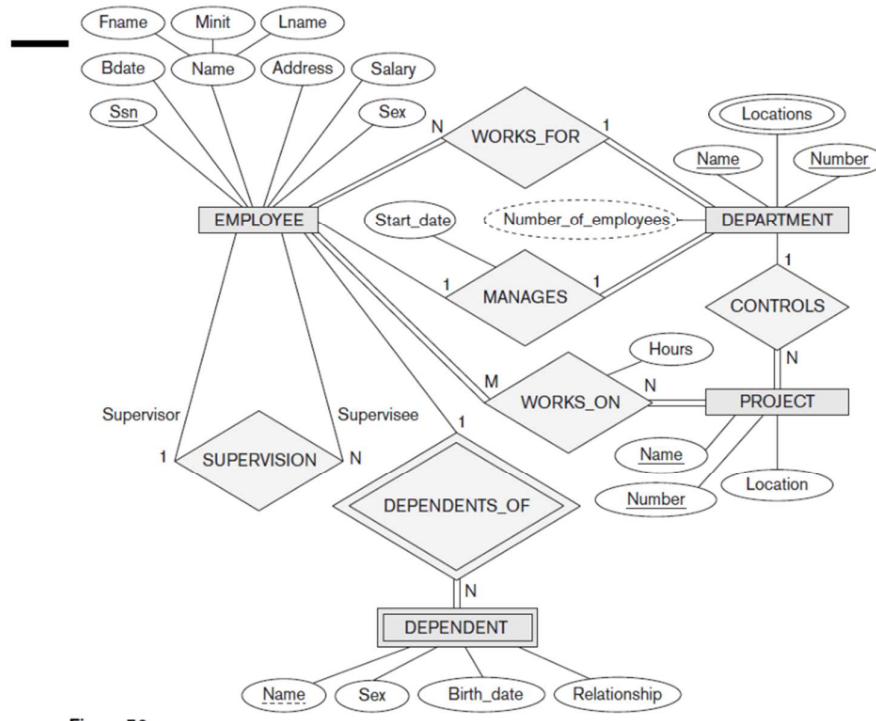 Fname Minit Lname
Bdate Name Address Salary
Ssn Sex
N WORKS_FOR 1
Locations
Name Number
EMPLOYEE Start_date Number_of_employees DEPARTMENT
1 MANAGES 1
1
CONTROLS
N
Hours
M WORKS_ON N PROJECT
Supervisor Supervisee
1 SUPERVISION N
1
Name
Number Location
DEPENDENTS_OF
N
DEPENDENT
Name Sex Birth_date Relationship